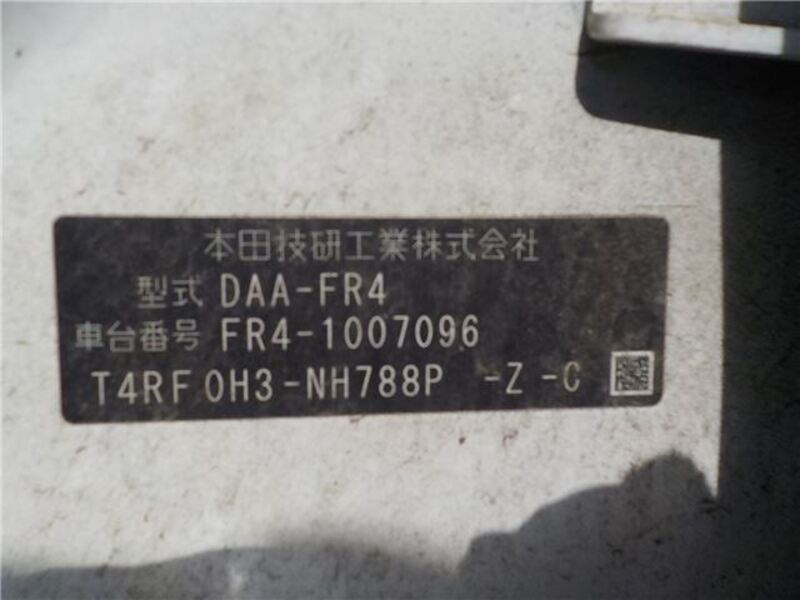 本田技研工業株式会社
型式 DAA-FR4
車台番号 FR4-1007096
T4RF0H3-NH788P -Z -C